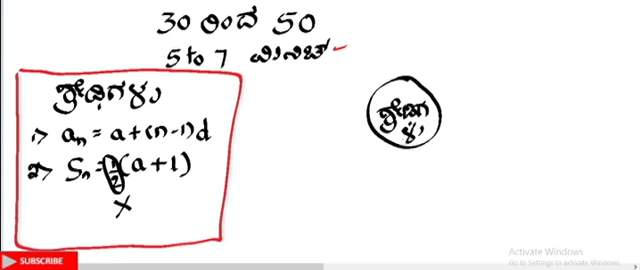 30 ರಿಂದ 50
5 to 7 ಮಿನಿಟ್
ಶ್ರೇಢಿಗಳು
1> aₙ = a + (n-1)d
2> Sₙ = n/2 (a + 1)
x
ಶ್ರೇಢಿಗ
ಳು
Activate Windows
Go to Settings to activate Windows.
SUBSCRIBE